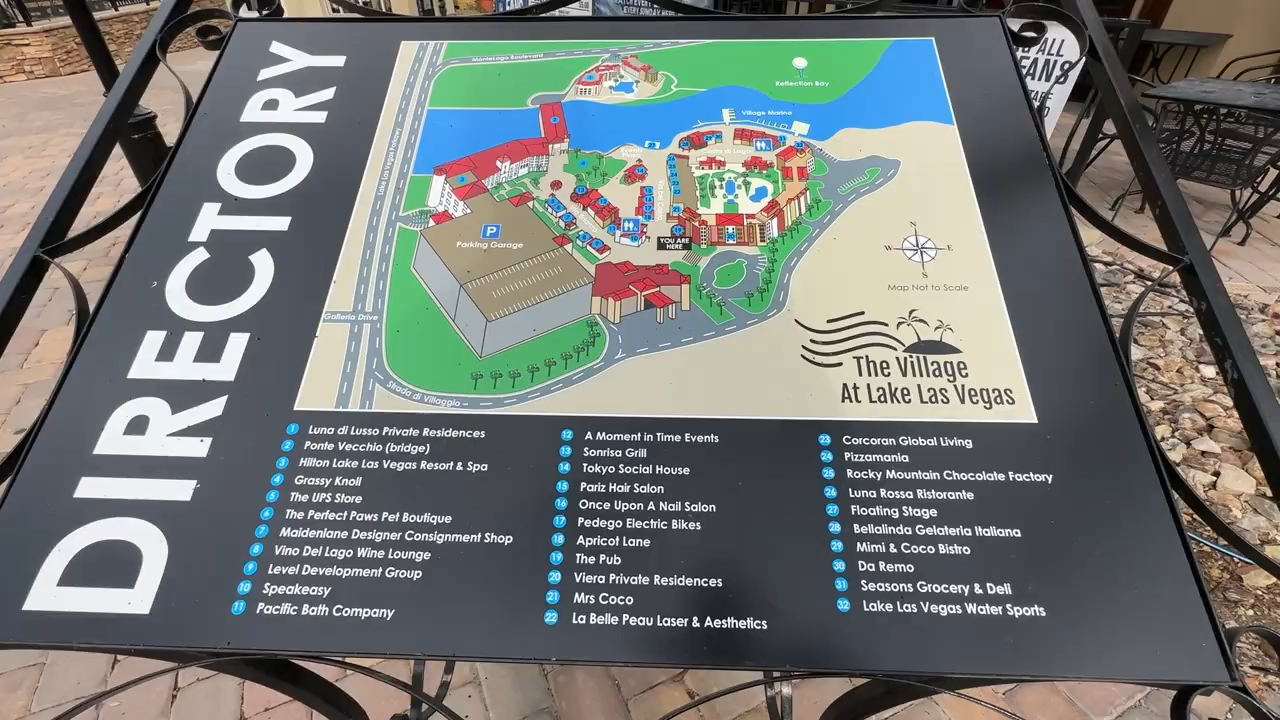 DIRECTORY
MonteLago Boulevard
Reflection Bay
Village Marina
Lake Las Vegas Parkway
P
Parking Garage
YOU ARE
HERE
N
W
E
S
Map Not to Scale
Galleria Drive
Strada di Villaggio
The Village
At Lake Las Vegas
1 Luna di Lusso Private Residences
2 Ponte Vecchio (bridge)
3 Hilton Lake Las Vegas Resort & Spa
4 Grassy Knoll
5 The UPS Store
6 The Perfect Paws Pet Boutique
7 Maidenlane Designer Consignment Shop
8 Vino Del Lago Wine Lounge
9 Level Development Group
10 Speakeasy
11 Pacific Bath Company
12 A Moment in Time Events
13 Sonrisa Grill
14 Tokyo Social House
15 Pariz Hair Salon
16 Once Upon A Nail Salon
17 Pedego Electric Bikes
18 Apricot Lane
19 The Pub
20 Viera Private Residences
21 Mrs Coco
22 La Belle Peau Laser & Aesthetics
23 Corcoran Global Living
24 Pizzamania
25 Rocky Mountain Chocolate Factory
26 Luna Rossa Ristorante
27 Floating Stage
28 Bellalinda Gelateria Italiana
29 Mimi & Coco Bistro
30 Da Remo
31 Seasons Grocery & Deli
32 Lake Las Vegas Water Sports
ALL
FANS